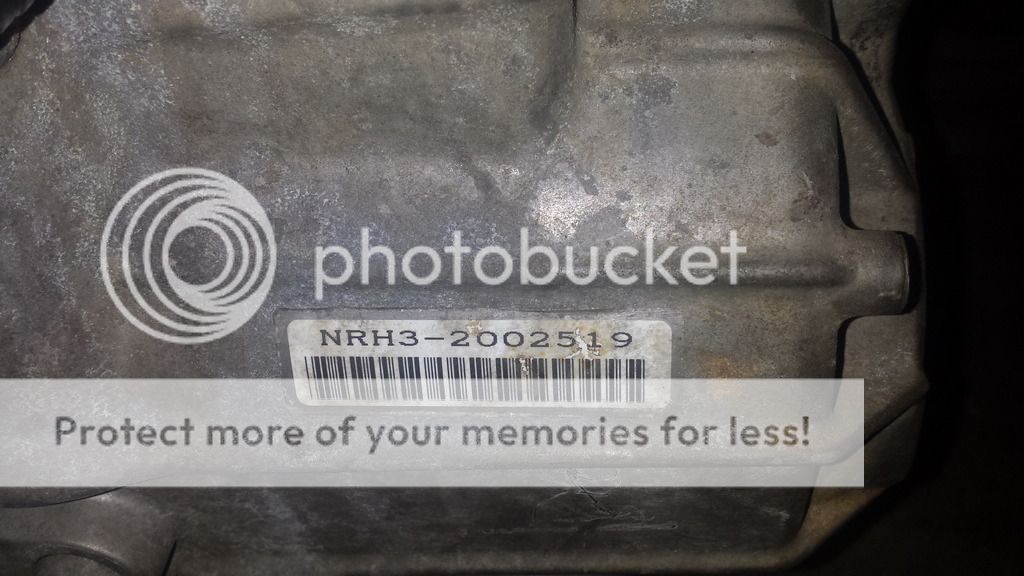 photobucket
NRH3-2002519
Protect more of your memories for less!